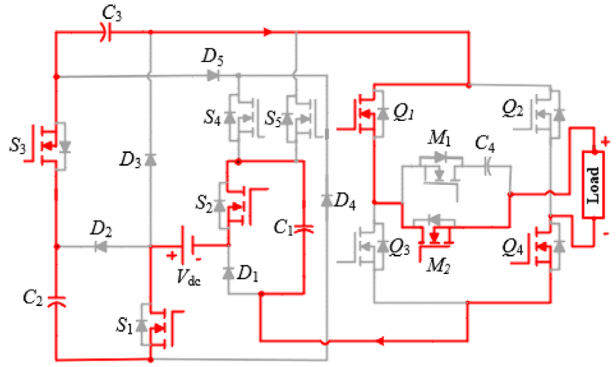 C3
D5
S3
S4
S5
D3
S2
D2
D4
C1
+ Vdc -
D1
C2
S1
Q1
Q2
M1
C4
+
Load
-
Q3
M2
Q4